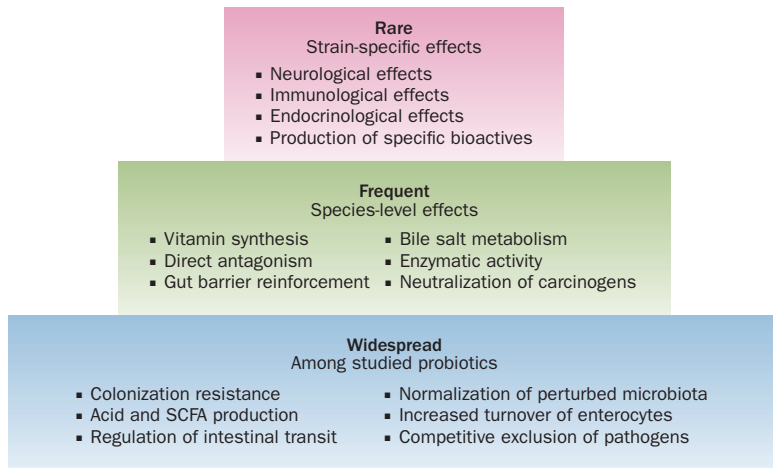 Rare
Strain-specific effects
▪ Neurological effects
▪ Immunological effects
▪ Endocrinological effects
▪ Production of specific bioactives
Frequent
Species-level effects
▪ Vitamin synthesis
▪ Direct antagonism
▪ Gut barrier reinforcement
▪ Bile salt metabolism
▪ Enzymatic activity
▪ Neutralization of carcinogens
Widespread
Among studied probiotics
▪ Colonization resistance
▪ Acid and SCFA production
▪ Regulation of intestinal transit
▪ Normalization of perturbed microbiota
▪ Increased turnover of enterocytes
▪ Competitive exclusion of pathogens